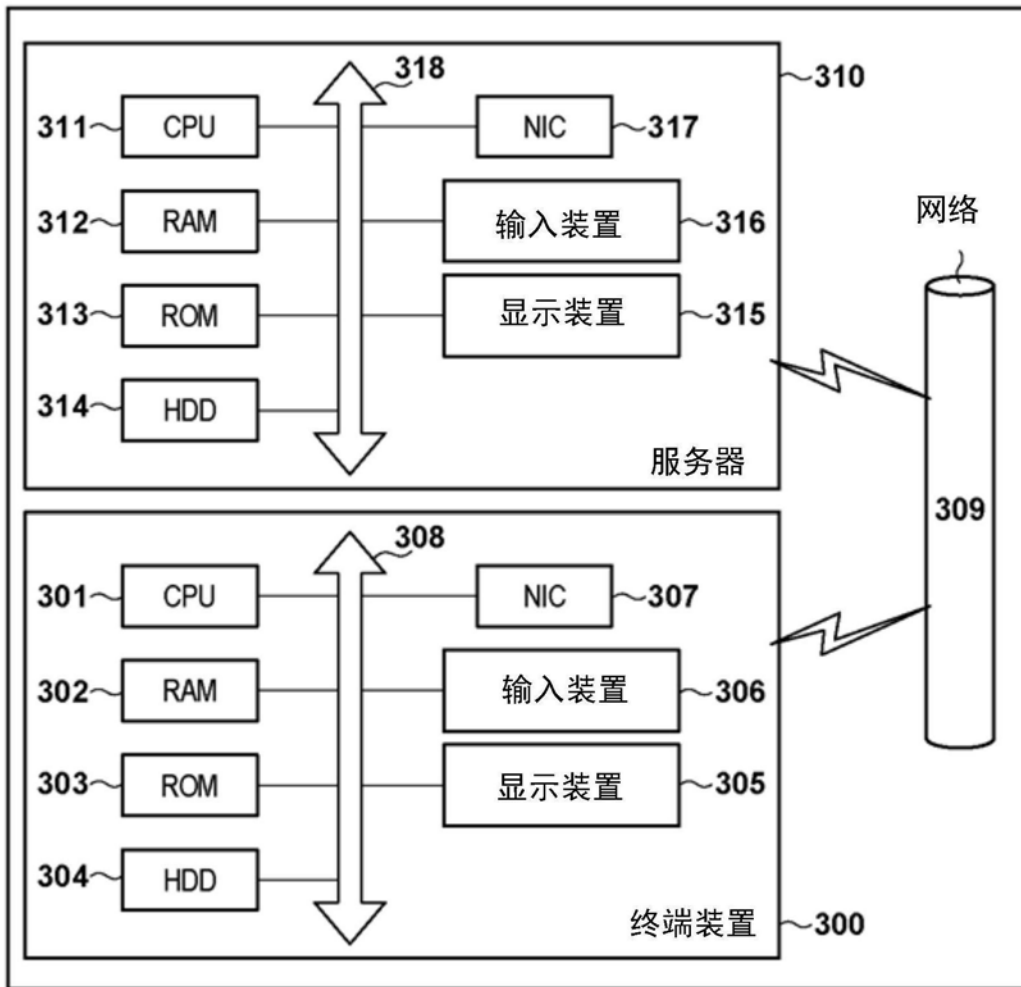 318
310
311 CPU
NIC 317
312 RAM
输入装置 316
网络
313 ROM
显示装置 315
314 HDD
服务器
309
308
301 CPU
NIC 307
302 RAM
输入装置 306
303 ROM
显示装置 305
304 HDD
终端装置 300